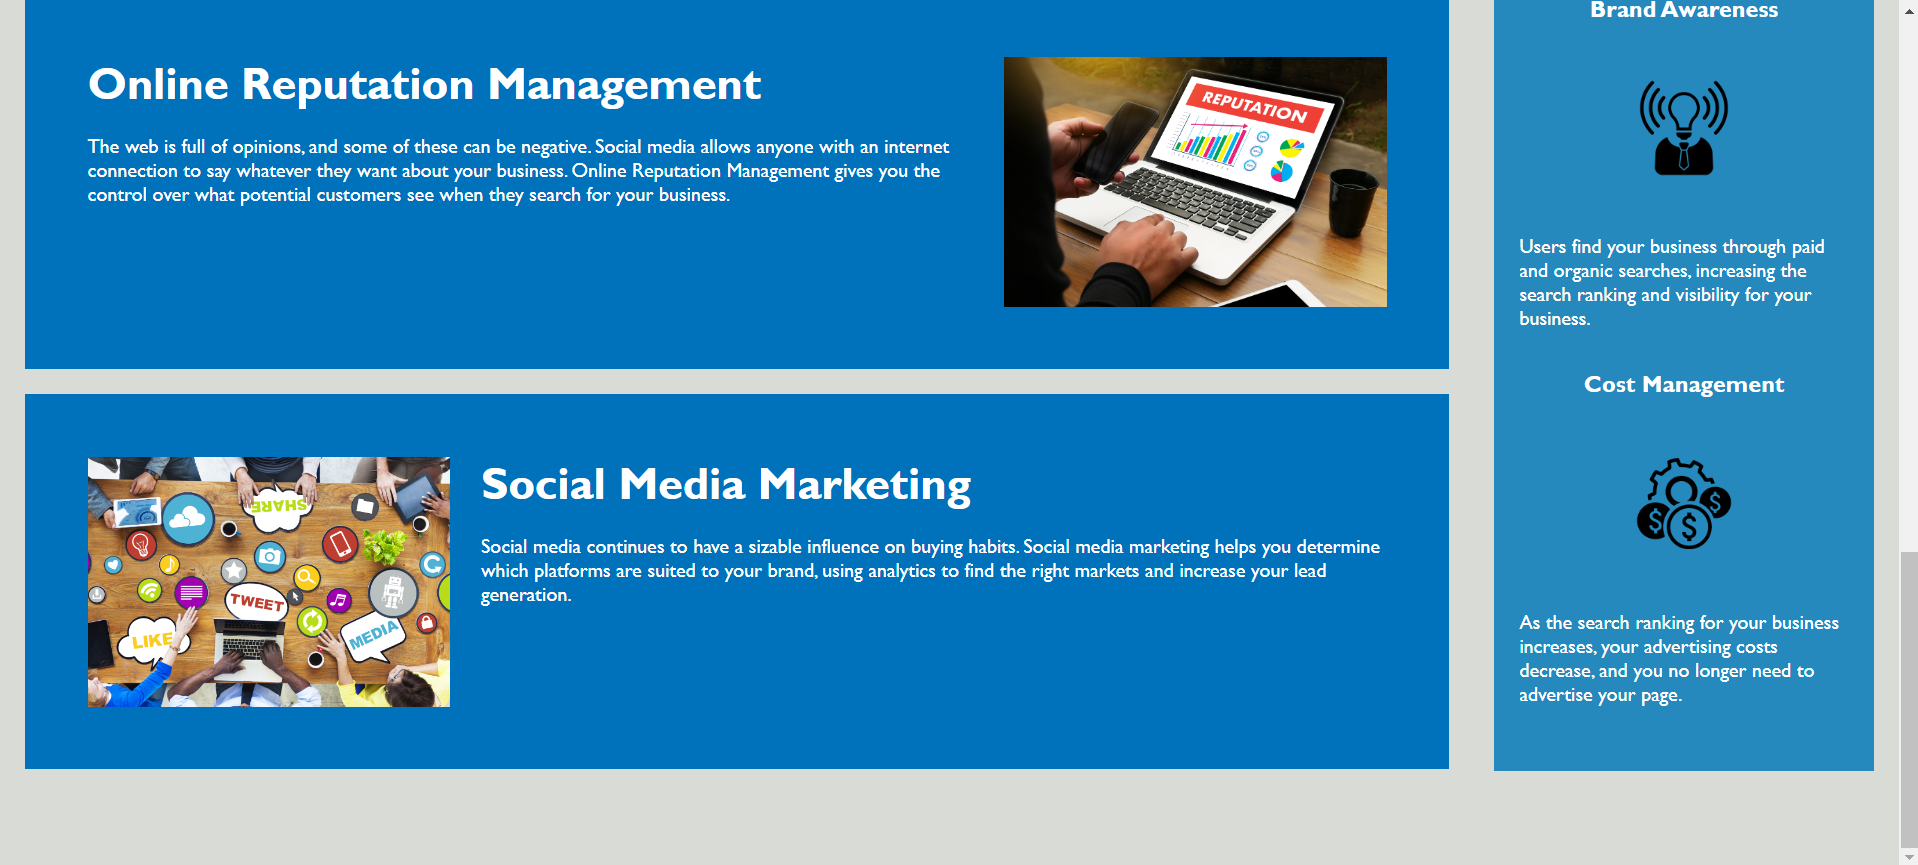 Online Reputation Management
The web is full of opinions, and some of these can be negative. Social media allows anyone with an internet
connection to say whatever they want about your business. Online Reputation Management gives you the
control over what potential customers see when they search for your business.
REPUTATION
SHARE
TWEET
LIKE
MEDIA
Social Media Marketing
Social media continues to have a sizable influence on buying habits. Social media marketing helps you determine
which platforms are suited to your brand, using analytics to find the right markets and increase your lead
generation.
Brand Awareness
Users find your business through paid
and organic searches, increasing the
search ranking and visibility for your
business.
Cost Management
$
$
$
As the search ranking for your business
increases, your advertising costs
decrease, and you no longer need to
advertise your page.